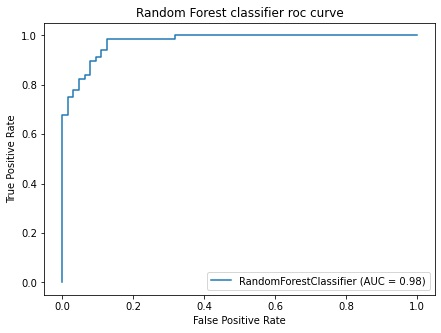 Random Forest classifier roc curve
1.0
0.8
0.6
0.4
0.2
0.0
True Positive Rate
RandomForestClassifier (AUC = 0.98)
0.0 0.2 0.4 0.6 0.8 1.0
False Positive Rate